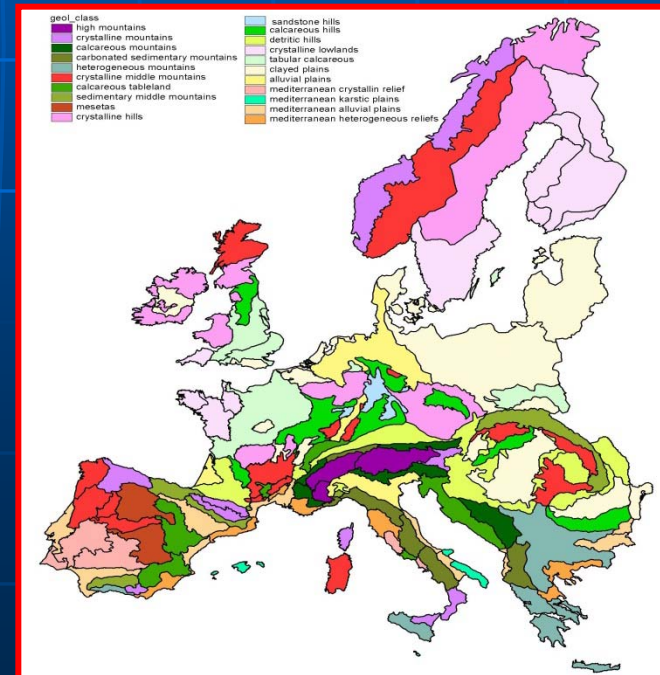 geol_class
high mountains
crystalline mountains
calcareous mountains
carbonated sedimentary mountains
heterogeneous mountains
crystalline middle mountains
calcareous tableland
sedimentary middle mountains
mesetas
crystalline hills
sandstone hills
calcareous hills
detritic hills
crystalline lowlands
tabular calcareous
clayed plains
alluvial plains
mediterranean crystallin relief
mediterranean karstic plains
mediterranean alluvial plains
mediterranean heterogeneous reliefs